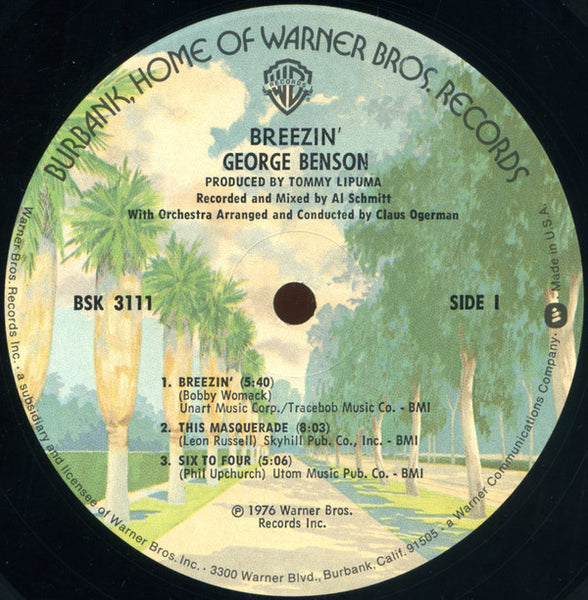 BURBANK, HOME OF WARNER BROS. RECORDS
WB
RECORDS
BREEZIN'
GEORGE BENSON
PRODUCED BY TOMMY LIPUMA
Recorded and Mixed by Al Schmitt
With Orchestra Arranged and Conducted by Claus Ogerman
BSK 3111
SIDE I
1. BREEZIN' (5:40)
(Bobby Womack)
Unart Music Corp./Tracebob Music Co. - BMI
2. THIS MASQUERADE (8:03)
(Leon Russell) Skyhill Pub. Co., Inc. - BMI
3. SIX TO FOUR (5:06)
(Phil Upchurch) Utom Music Pub. Co. - BMI
℗ 1976 Warner Bros.
Records Inc.
Warner Bros. Records Inc. · a subsidiary and licensee of Warner Bros. Inc. · 3300 Warner Blvd., Burbank, Calif. 91505 · a Warner Communications Company · Made in U.S.A.